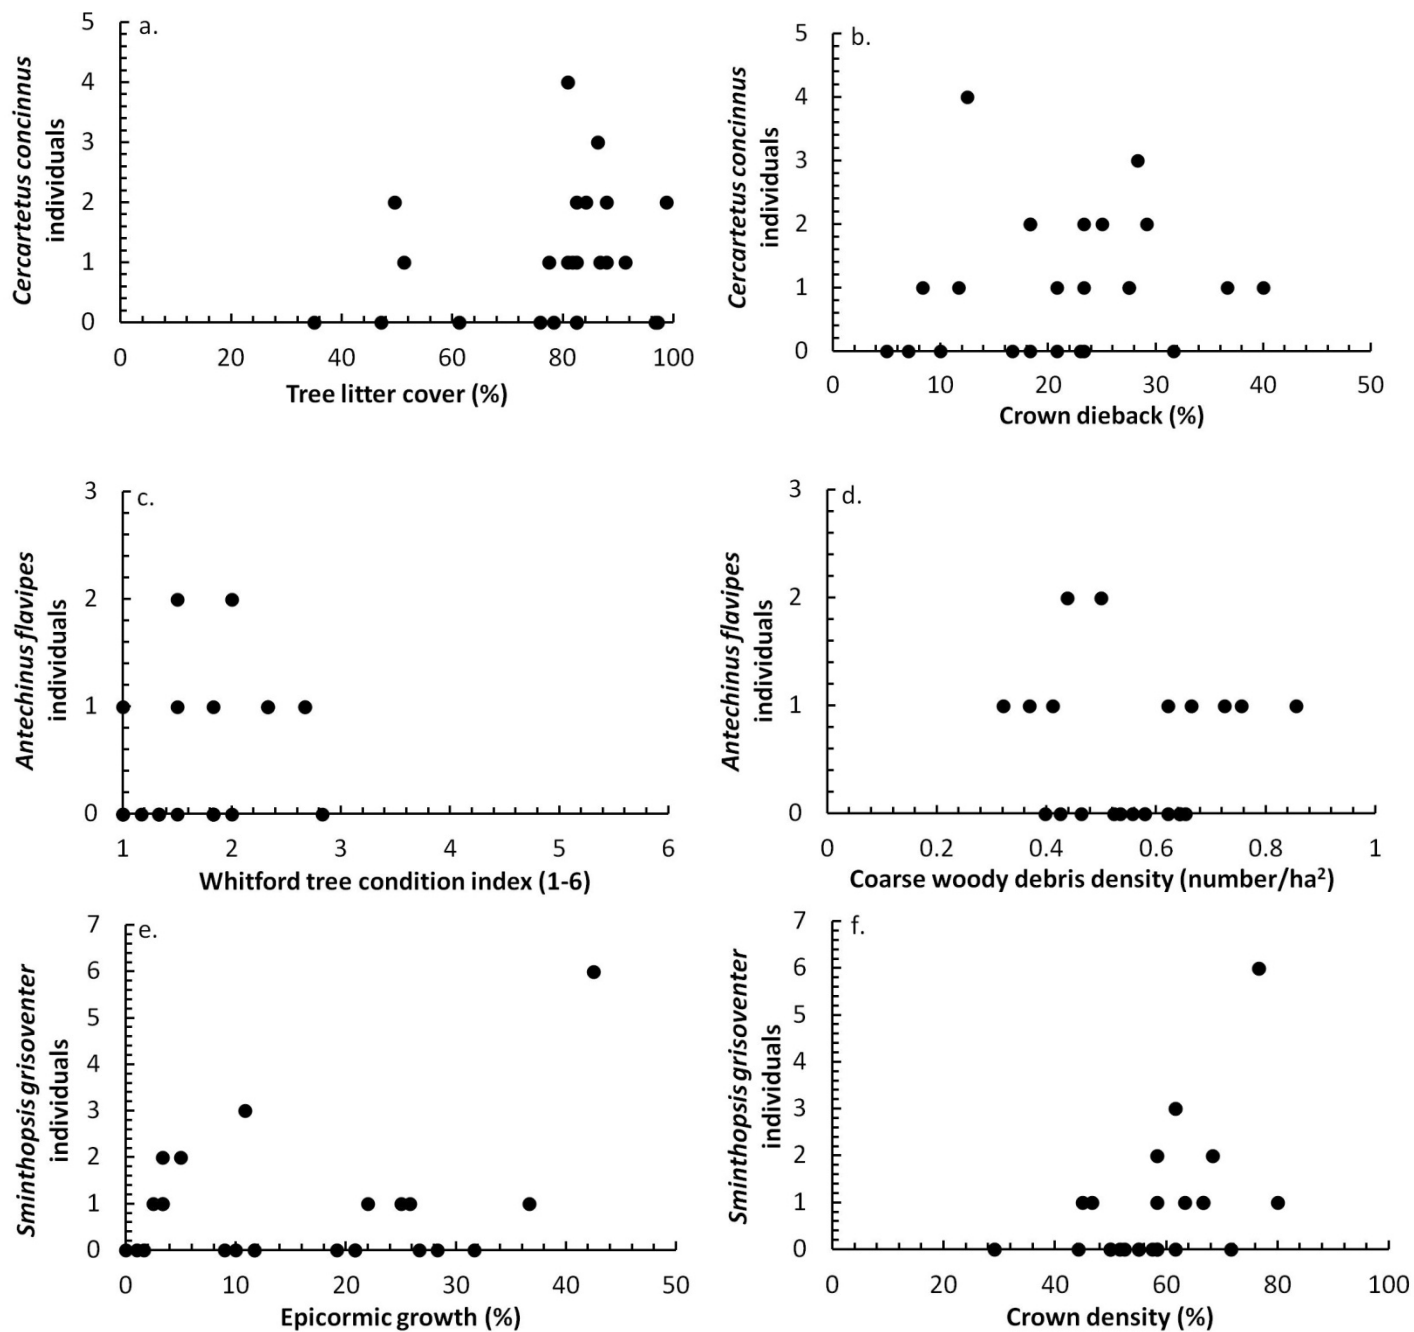 a.
Cercartetus concinnus
individuals
5
4
3
2
1
0
0 20 40 60 80 100
Tree litter cover (%)
b.
Cercartetus concinnus
individuals
5
4
3
2
1
0
0 10 20 30 40 50
Crown dieback (%)
c.
Antechinus flavipes
individuals
3
2
1
0
1 2 3 4 5 6
Whitford tree condition index (1-6)
d.
Antechinus flavipes
individuals
3
2
1
0
0 0.2 0.4 0.6 0.8 1
Coarse woody debris density (number/ha²)
e.
Sminthopsis grisoventer
individuals
7
6
5
4
3
2
1
0
0 10 20 30 40 50
Epicormic growth (%)
f.
Sminthopsis grisoventer
individuals
7
6
5
4
3
2
1
0
0 20 40 60 80 100
Crown density (%)